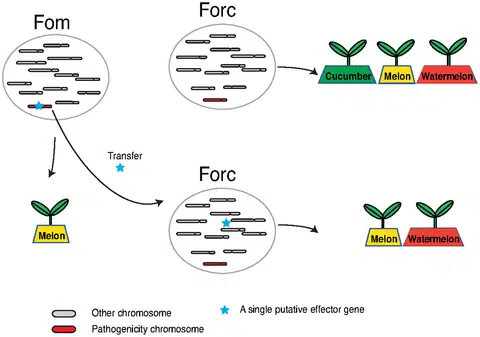 Fom
Forc
Cucumber
Melon
Watermelon
Transfer
Forc
Melon
Melon
Watermelon
Other chromosome
A single putative effector gene
Pathogenicity chromosome